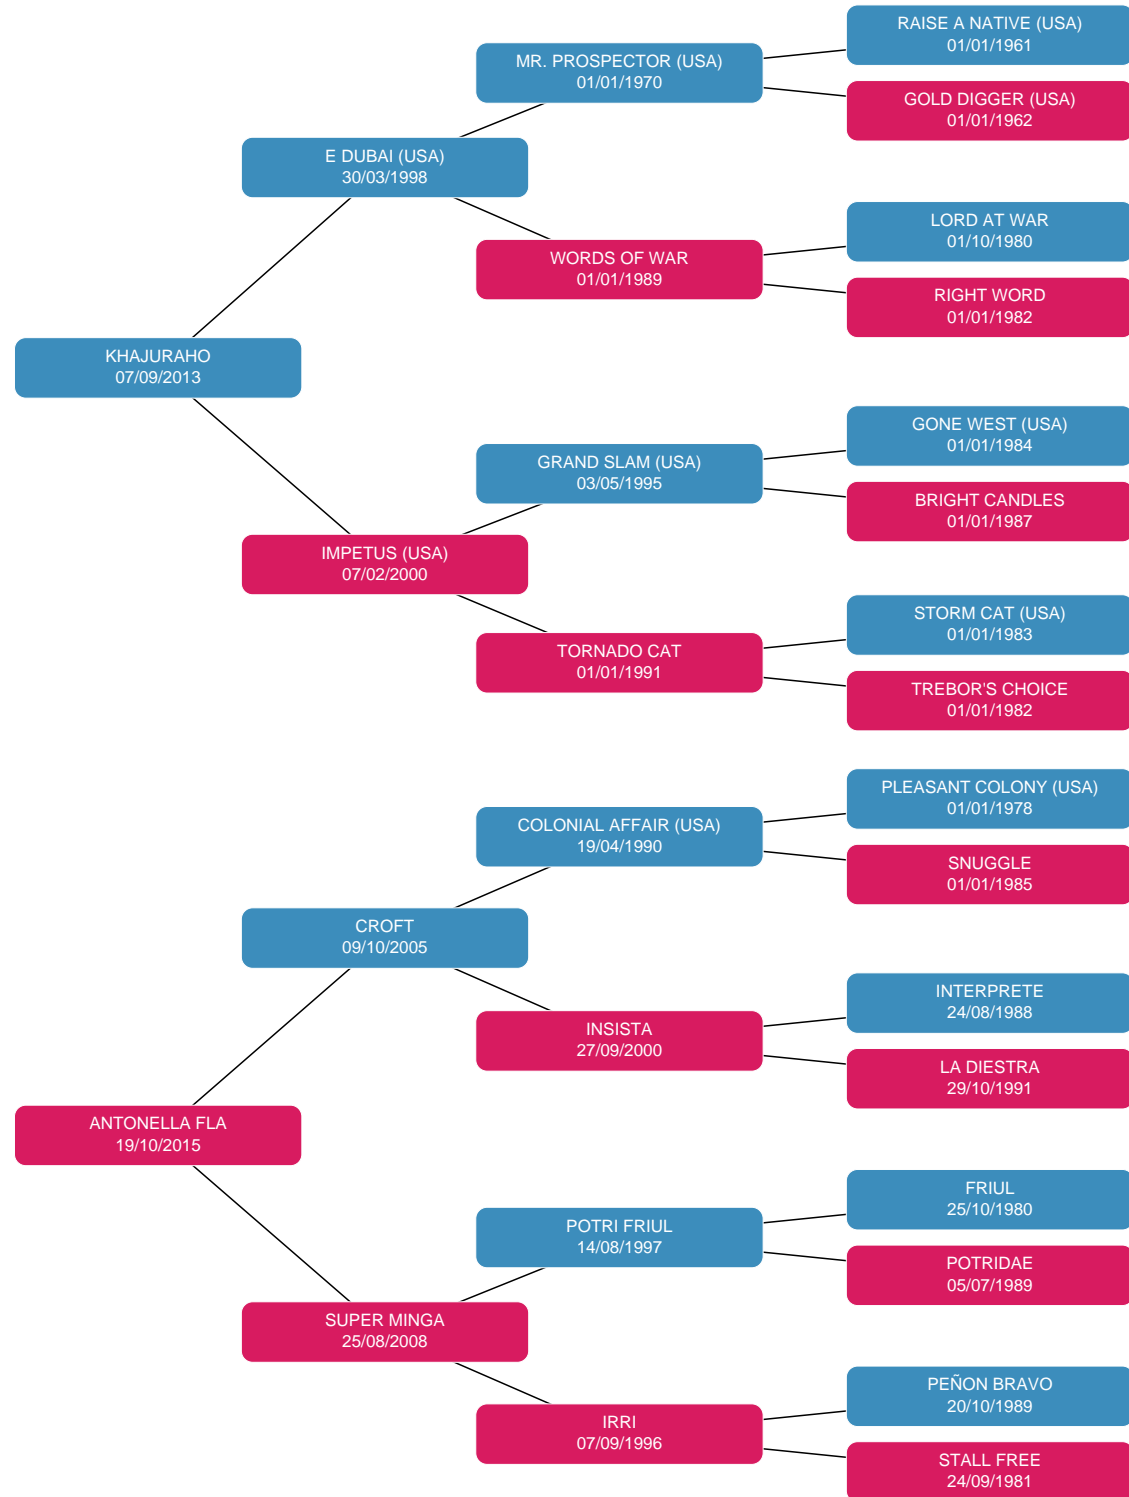 RAISE A NATIVE (USA)
01/01/1961
MR. PROSPECTOR (USA)
01/01/1970
GOLD DIGGER (USA)
01/01/1962
E DUBAI (USA)
30/03/1998
LORD AT WAR
01/10/1980
WORDS OF WAR
01/01/1989
RIGHT WORD
01/01/1982
KHAJURAHO
07/09/2013
GONE WEST (USA)
01/01/1984
GRAND SLAM (USA)
03/05/1995
BRIGHT CANDLES
01/01/1987
IMPETUS (USA)
07/02/2000
STORM CAT (USA)
01/01/1983
TORNADO CAT
01/01/1991
TREBOR'S CHOICE
01/01/1982
PLEASANT COLONY (USA)
01/01/1978
COLONIAL AFFAIR (USA)
19/04/1990
SNUGGLE
01/01/1985
CROFT
09/10/2005
INTERPRETE
24/08/1988
INSISTA
27/09/2000
LA DIESTRA
29/10/1991
ANTONELLA FLA
19/10/2015
FRIUL
25/10/1980
POTRI FRIUL
14/08/1997
POTRIDAE
05/07/1989
SUPER MINGA
25/08/2008
PEÑON BRAVO
20/10/1989
IRRI
07/09/1996
STALL FREE
24/09/1981